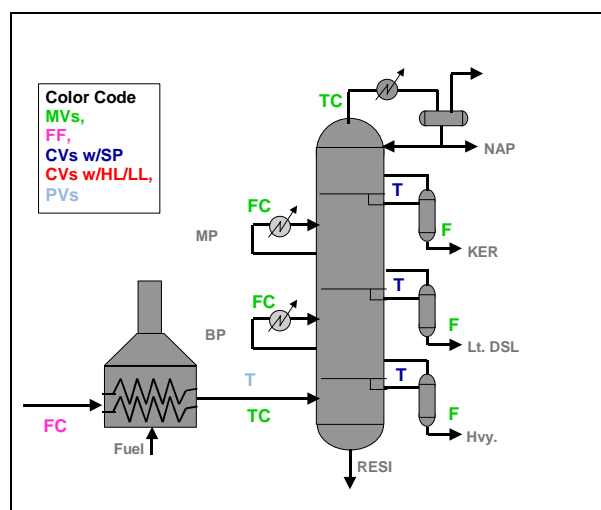 Color Code
MVs,
FF,
CVs w/SP
CVs w/HL/LL,
PVs
TC
NAP
T
FC
F
MP
KER
T
FC
F
BP
Lt. DSL
T
T
F
TC
FC
Hvy.
Fuel
RESI